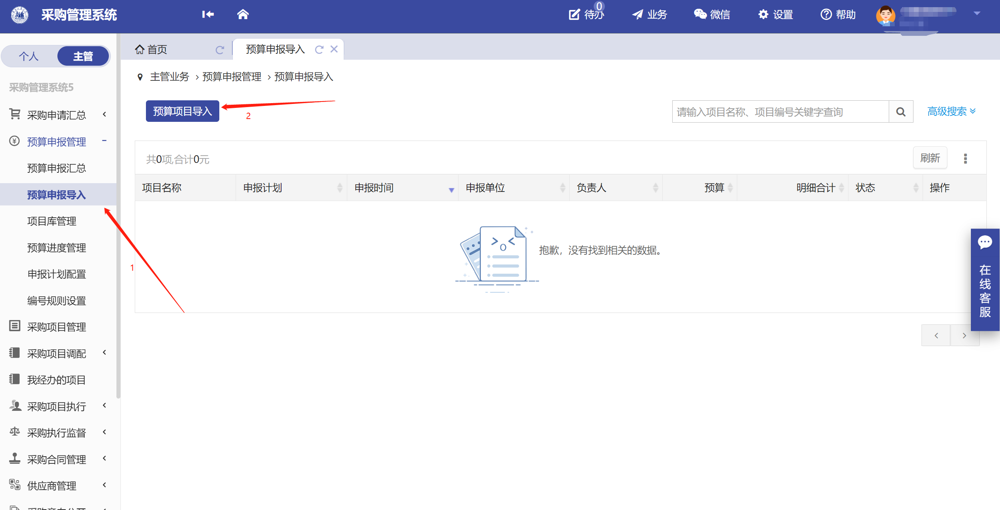 采购管理系统
待办
0
业务
微信
设置
帮助
个人
主管
首页
预算申报导入
主管业务 › 预算申报管理 › 预算申报导入
采购管理系统5
采购申请汇总
预算申报管理
预算申报汇总
预算申报导入
项目库管理
预算进度管理
申报计划配置
编号规则设置
采购项目管理
采购项目调配
我经办的项目
采购项目执行
采购执行监督
采购合同管理
供应商管理
预算项目导入
2
1
请输入项目名称、项目编号关键字查询
高级搜索
共0项,合计0元
刷新
项目名称 申报计划 申报时间 申报单位 负责人 预算 明细合计 状态 操作
抱歉，没有找到相关的数据。
在线客服